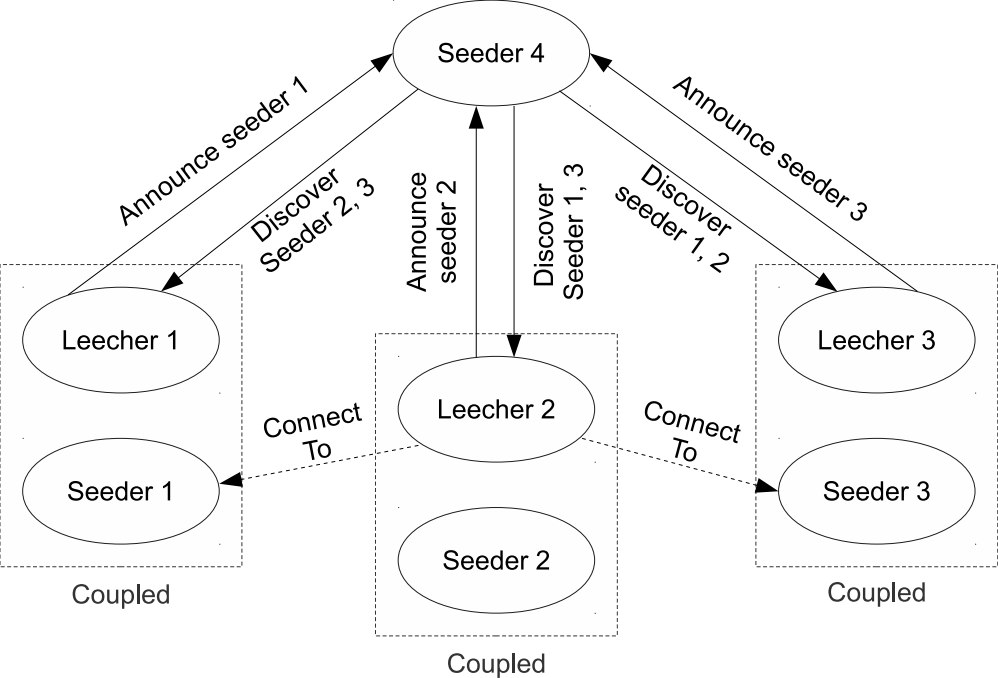 Seeder 4
Announce seeder 1
Discover
Seeder 2, 3
Announce
seeder 2
Discover
Seeder 1, 3
Discover
seeder 1, 2
Announce seeder 3
Leecher 1
Seeder 1
Coupled
Connect
To
Leecher 2
Seeder 2
Coupled
Connect
To
Leecher 3
Seeder 3
Coupled